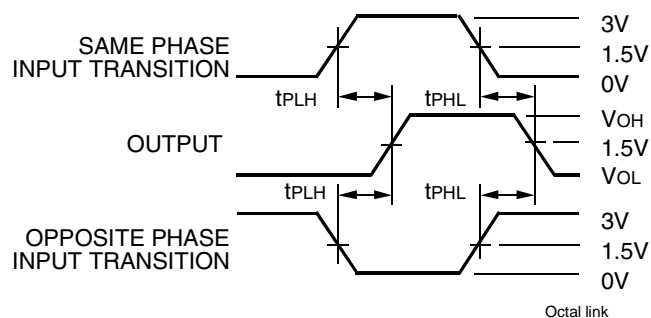 SAME PHASE
INPUT TRANSITION
3V
1.5V
0V
tPLH
tPHL
OUTPUT
VOH
1.5V
VOL
tPLH
tPHL
OPPOSITE PHASE
INPUT TRANSITION
3V
1.5V
0V
Octal link